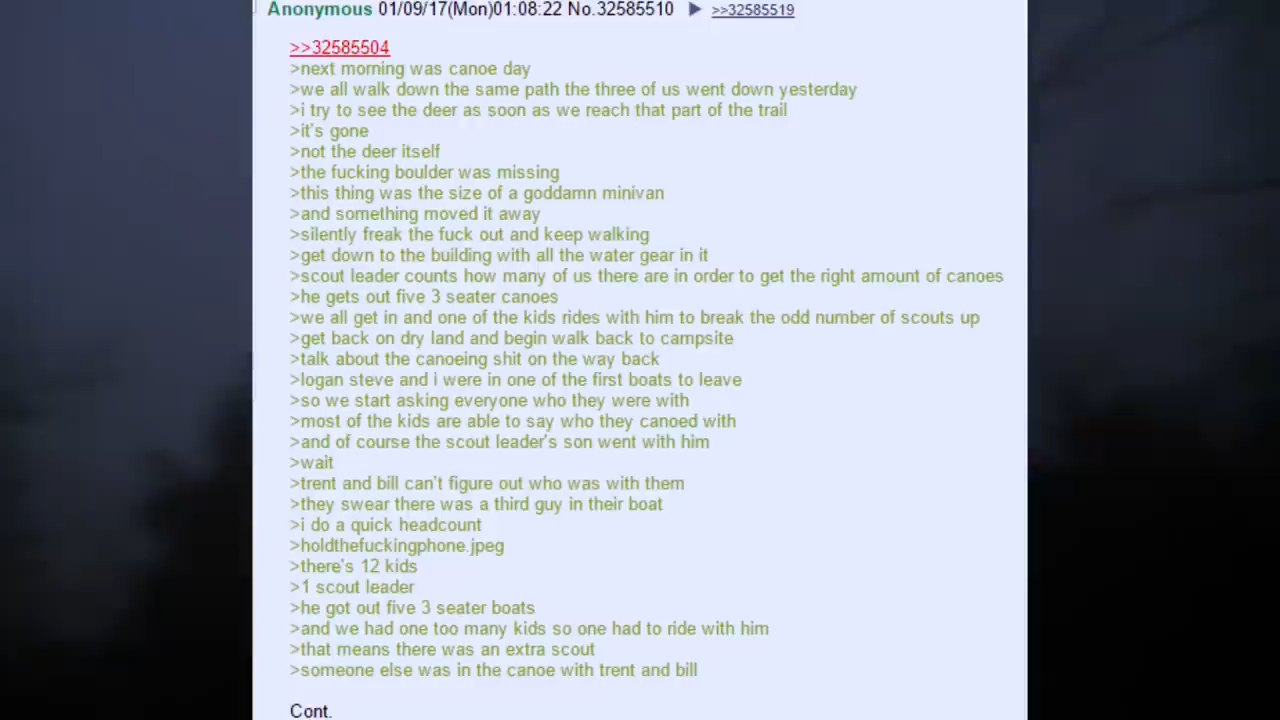 Anonymous 01/09/17(Mon)01:08:22 No.32585510 ▶ >>32585519
>>32585504
>next morning was canoe day
>we all walk down the same path the three of us went down yesterday
>i try to see the deer as soon as we reach that part of the trail
>it's gone
>not the deer itself
>the fucking boulder was missing
>this thing was the size of a goddamn minivan
>and something moved it away
>silently freak the fuck out and keep walking
>get down to the building with all the water gear in it
>scout leader counts how many of us there are in order to get the right amount of canoes
>he gets out five 3 seater canoes
>we all get in and one of the kids rides with him to break the odd number of scouts up
>get back on dry land and begin walk back to campsite
>talk about the canoeing shit on the way back
>logan steve and i were in one of the first boats to leave
>so we start asking everyone who they were with
>most of the kids are able to say who they canoed with
>and of course the scout leader's son went with him
>wait
>trent and bill can't figure out who was with them
>they swear there was a third guy in their boat
>i do a quick headcount
>holdthefuckingphone.jpeg
>there's 12 kids
>1 scout leader
>he got out five 3 seater boats
>and we had one too many kids so one had to ride with him
>that means there was an extra scout
>someone else was in the canoe with trent and bill
Cont.